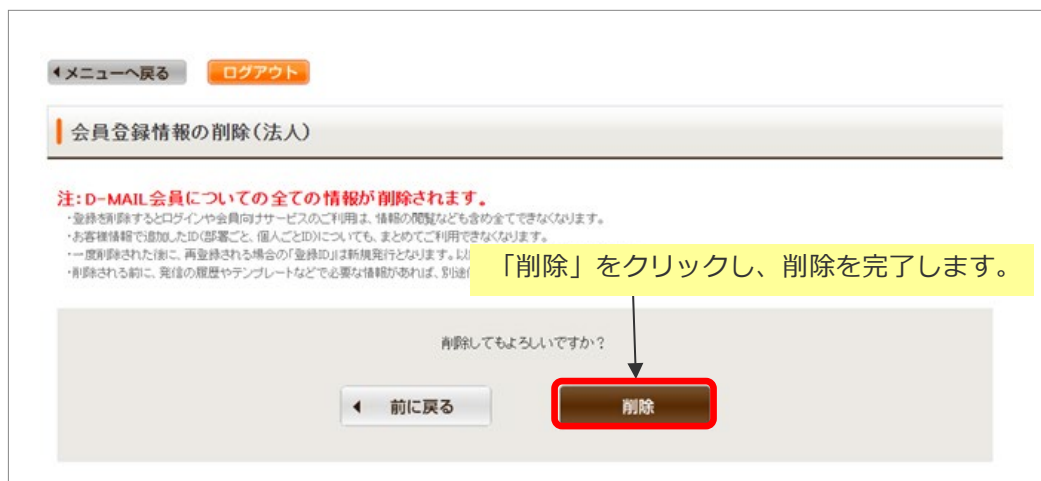 メニューへ戻る
ログアウト
会員登録情報の削除(法人)
注:D-MAIL会員についての全ての情報が削除されます。
・登録を削除するとログインや会員向けサービスのご利用は、情報の閲覧なども含め全てできなくなります。
・お客様情報で追加したID(部署ごと、個人ごとID)についても、まとめてご利用できなくなります。
・一度削除された後に、再登録される場合の「登録ID」は新規発行となります。
・削除される前に、発信の履歴やテンプレートなどで必要な情報があれば、別途
「削除」をクリックし、削除を完了します。
削除してもよろしいですか?
前に戻る
削除